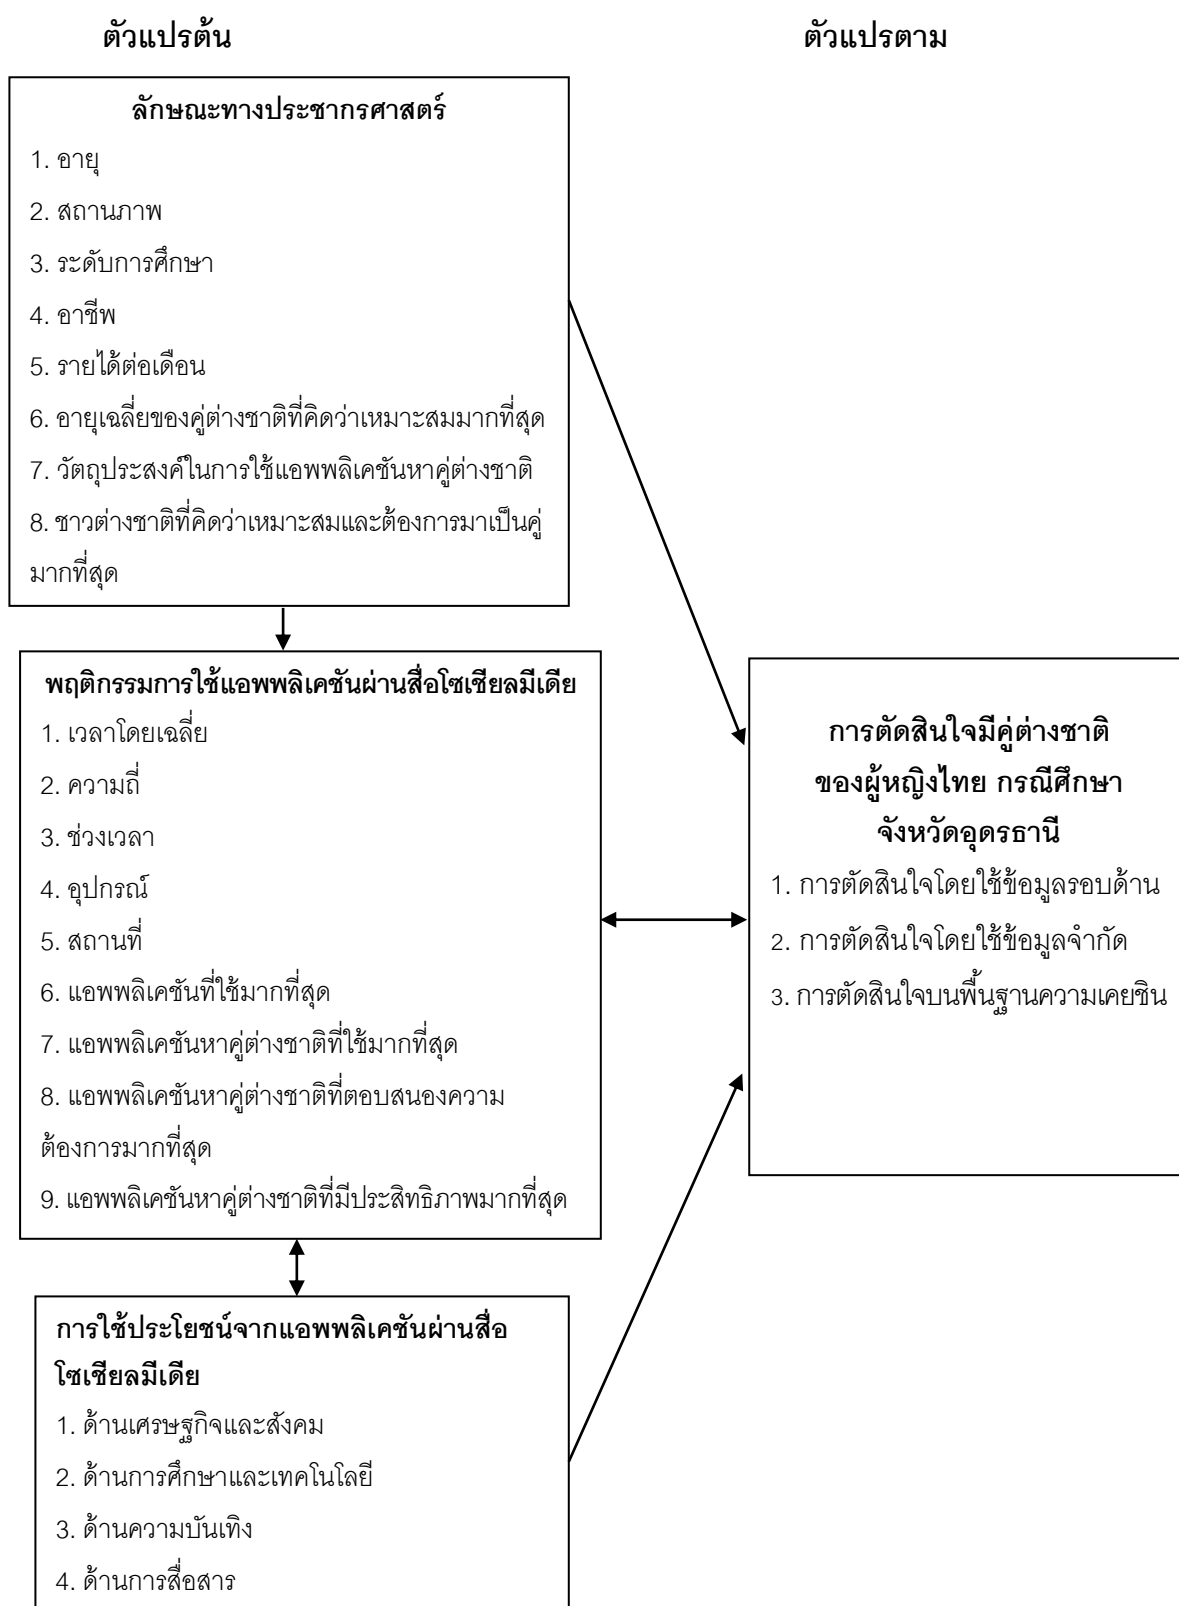 ตัวแปรต้น
ตัวแปรตาม
ลักษณะทางประชากรศาสตร์
1. อายุ
2. สถานภาพ
3. ระดับการศึกษา
4. อาชีพ
5. รายได้ต่อเดือน
6. อายุเฉลี่ยของคู่ต่างชาติที่คิดว่าเหมาะสมมากที่สุด
7. วัตถุประสงค์ในการใช้แอพพลิเคชันหาคู่ต่างชาติ
8. ชาวต่างชาติที่คิดว่าเหมาะสมและต้องการมาเป็นคู่
มากที่สุด
พฤติกรรมการใช้แอพพลิเคชันผ่านสื่อโซเชียลมีเดีย
1. เวลาโดยเฉลี่ย
2. ความถี่
3. ช่วงเวลา
4. อุปกรณ์
5. สถานที่
6. แอพพลิเคชันที่ใช้มากที่สุด
7. แอพพลิเคชันหาคู่ต่างชาติที่ใช้มากที่สุด
8. แอพพลิเคชันหาคู่ต่างชาติที่ตอบสนองความ
ต้องการมากที่สุด
9. แอพพลิเคชันหาคู่ต่างชาติที่มีประสิทธิภาพมากที่สุด
การตัดสินใจมีคู่ต่างชาติ
ของผู้หญิงไทย กรณีศึกษา
จังหวัดอุดรธานี
1. การตัดสินใจโดยใช้ข้อมูลรอบด้าน
2. การตัดสินใจโดยใช้ข้อมูลจำกัด
3. การตัดสินใจบนพื้นฐานความเคยชิน
การใช้ประโยชน์จากแอพพลิเคชันผ่านสื่อ
โซเชียลมีเดีย
1. ด้านเศรษฐกิจและสังคม
2. ด้านการศึกษาและเทคโนโลยี
3. ด้านความบันเทิง
4. ด้านการสื่อสาร